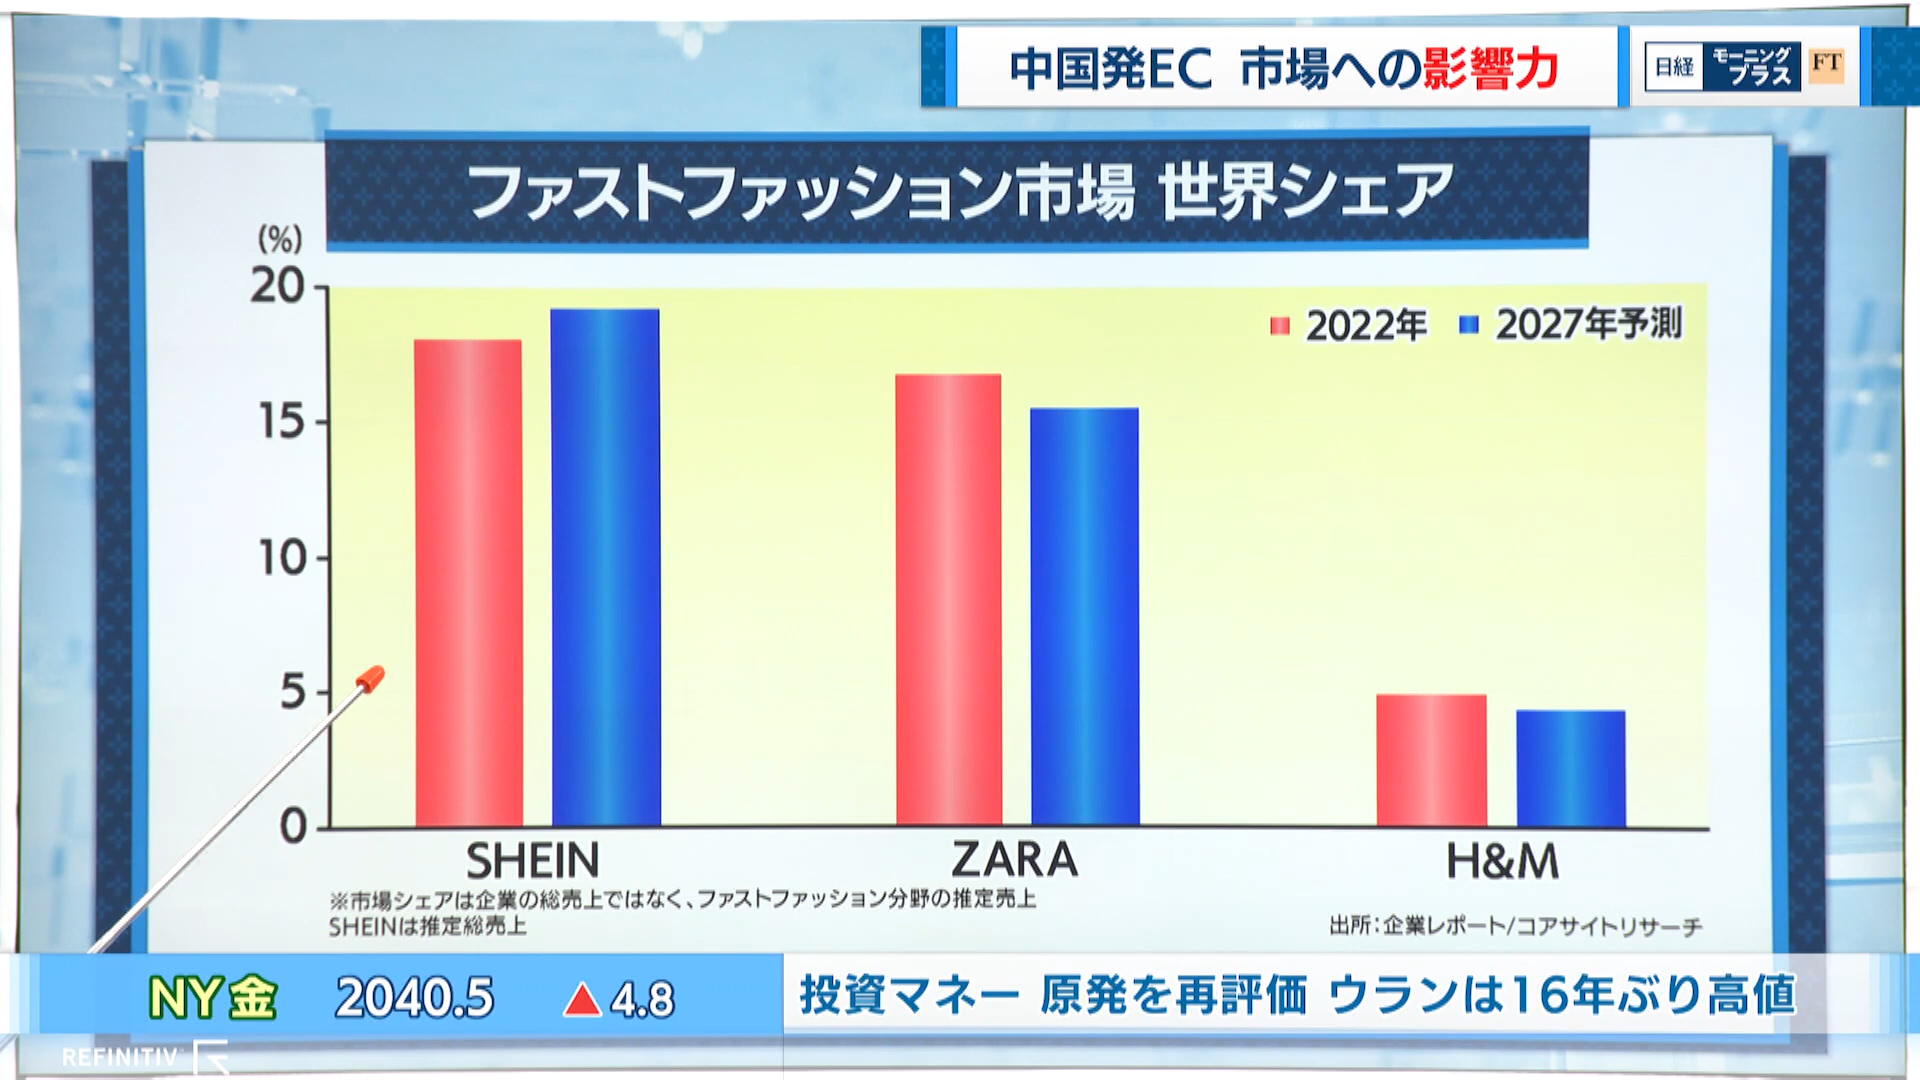 中国発EC 市場への影響力
日経 モーニングプラス FT
ファストファッション市場 世界シェア
(%)
20
15
10
5
0
2022年 2027年予測
SHEIN ZARA H&M
※市場シェアは企業の総売上ではなく、ファストファッション分野の推定売上
SHEINは推定総売上
出所:企業レポート/コアサイトリサーチ
NY金 2040.5 ▲4.8
投資マネー 原発を再評価 ウランは16年ぶり高値
REFINITIV